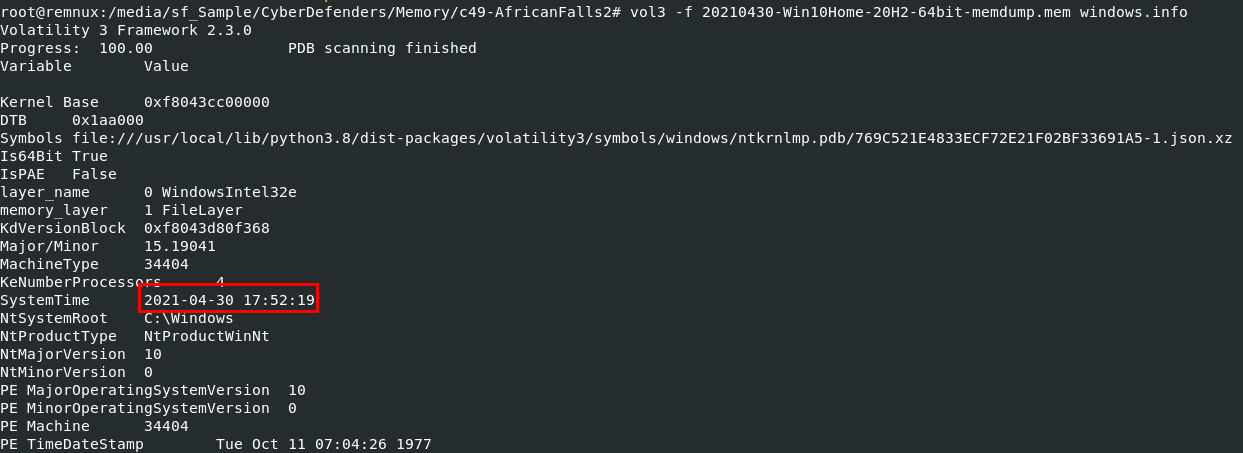 root@remnux:/media/sf_Sample/CyberDefenders/Memory/c49-AfricanFalls2# vol3 -f 20210430-Win10Home-20H2-64bit-memdump.mem windows.info
Volatility 3 Framework 2.3.0
Progress:  100.00               PDB scanning finished
Variable        Value
Kernel Base     0xf8043cc00000
DTB     0x1aa000
Symbols file:///usr/local/lib/python3.8/dist-packages/volatility3/symbols/windows/ntkrnlmp.pdb/769C521E4833ECF72E21F02BF33691A5-1.json.xz
Is64Bit True
IsPAE   False
layer_name      0 WindowsIntel32e
memory_layer    1 FileLayer
KdVersionBlock  0xf8043d80f368
Major/Minor     15.19041
MachineType     34404
KeNumberProcessors      4
SystemTime      2021-04-30 17:52:19
NtSystemRoot    C:\Windows
NtProductType   NtProductWinNt
NtMajorVersion  10
NtMinorVersion  0
PE MajorOperatingSystemVersion  10
PE MinorOperatingSystemVersion  0
PE Machine      34404
PE TimeDateStamp        Tue Oct 11 07:04:26 1977